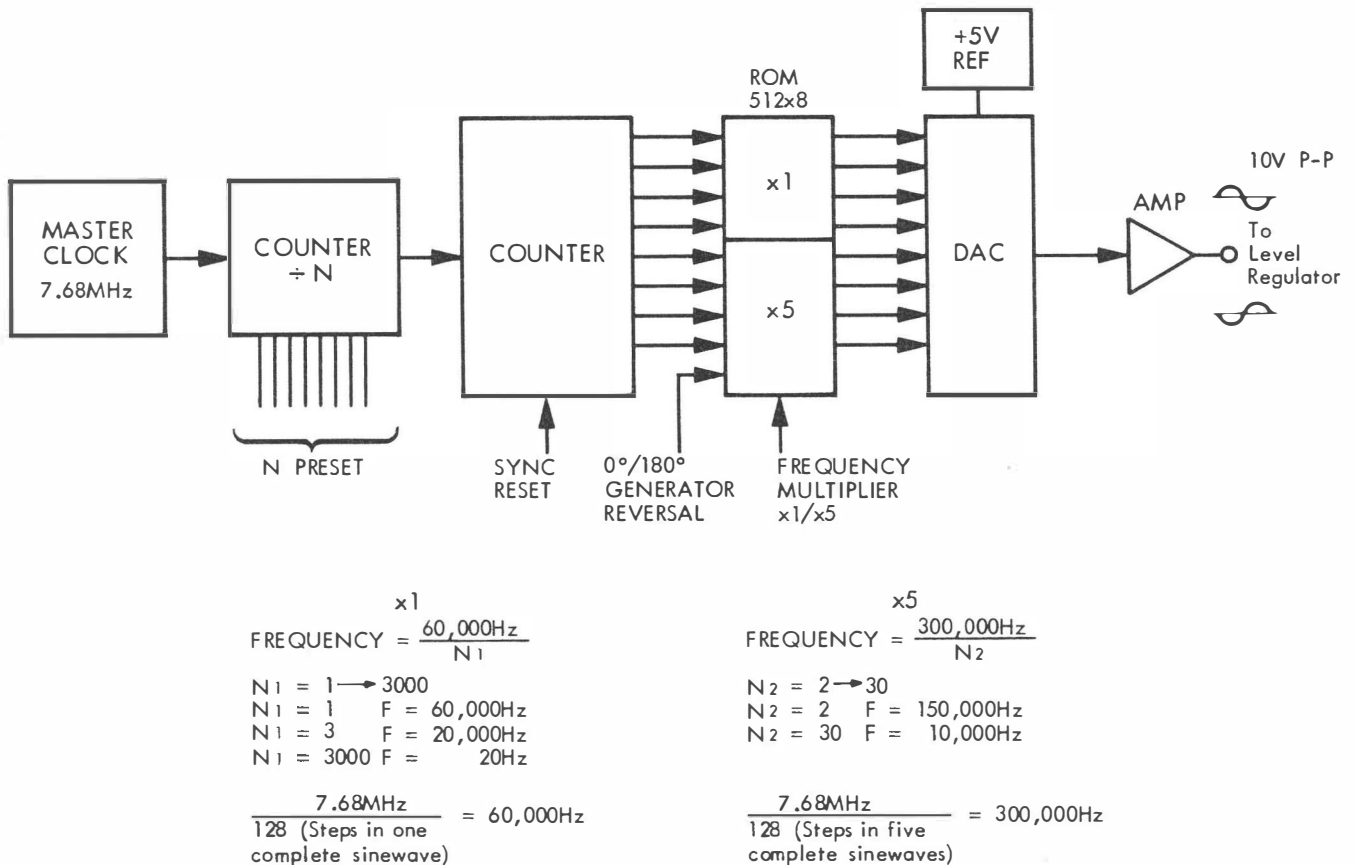 +5V
REF
ROM
512x8
10V P-P
MASTER
CLOCK
7.68MHz
COUNTER
÷ N
COUNTER
x1
x5
DAC
AMP
To
Level
Regulator
N PRESET
SYNC
RESET
0°/180°
GENERATOR
REVERSAL
FREQUENCY
MULTIPLIER
x1/x5
x1
FREQUENCY = 60,000Hz
N1
N1 = 1 → 3000
N1 = 1 F = 60,000Hz
N1 = 3 F = 20,000Hz
N1 = 3000 F = 20Hz
7.68MHz
128 (Steps in one
complete sinewave)
= 60,000Hz
x5
FREQUENCY = 300,000Hz
N2
N2 = 2 → 30
N2 = 2 F = 150,000Hz
N2 = 30 F = 10,000Hz
7.68MHz
128 (Steps in five
complete sinewaves)
= 300,000Hz